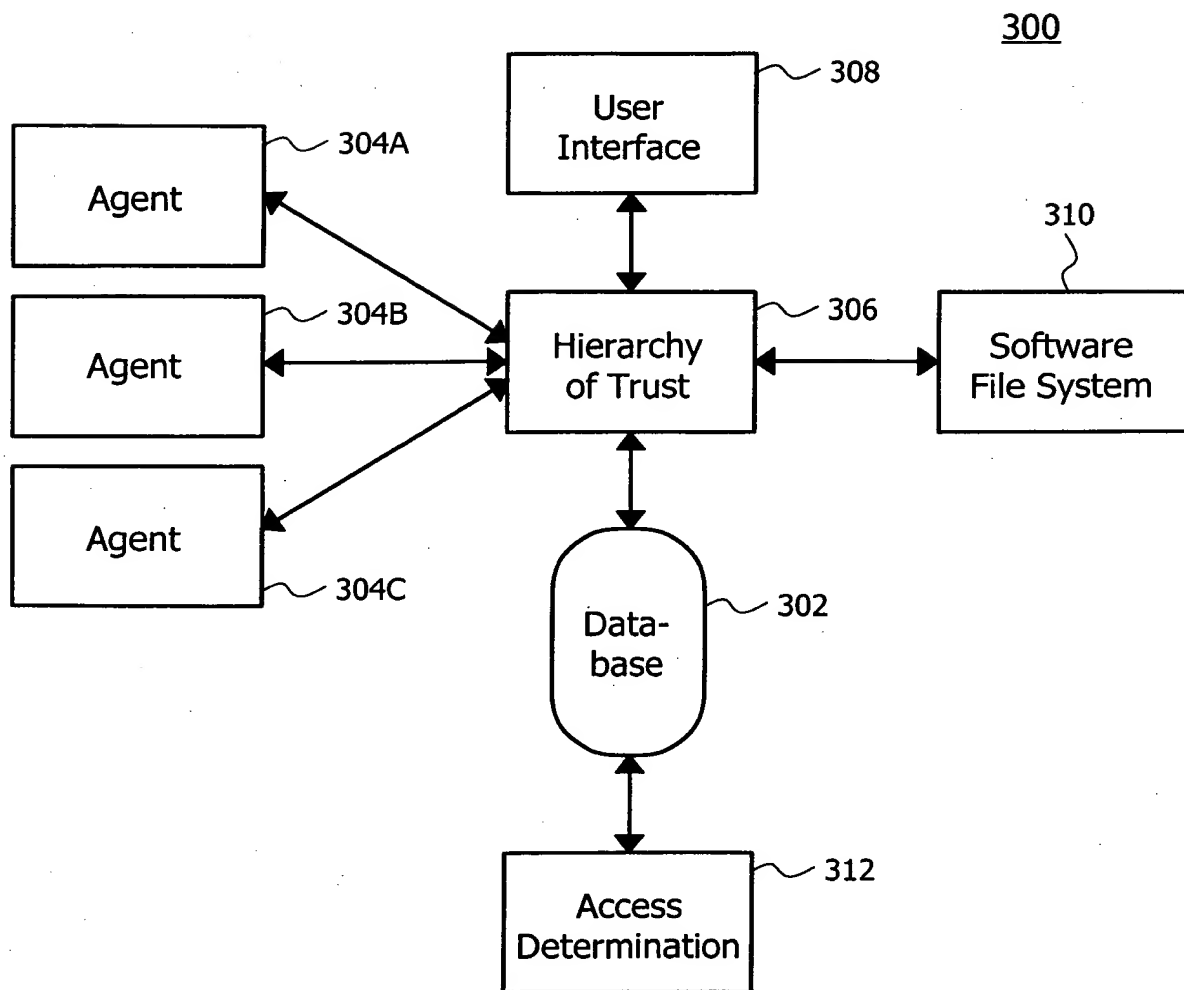 300
308
User
Interface
304A
Agent
310
304B
Agent
306
Hierarchy
of Trust
Software
File System
Agent
304C
302
Data-
base
312
Access
Determination